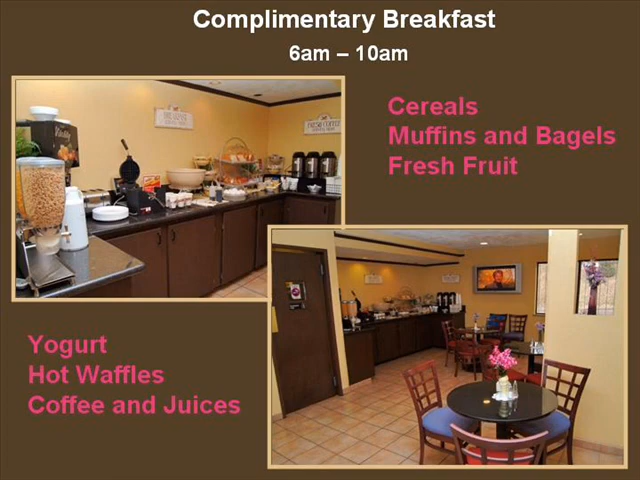 Complimentary Breakfast
6am – 10am
Cereals
Muffins and Bagels
Fresh Fruit
Yogurt
Hot Waffles
Coffee and Juices